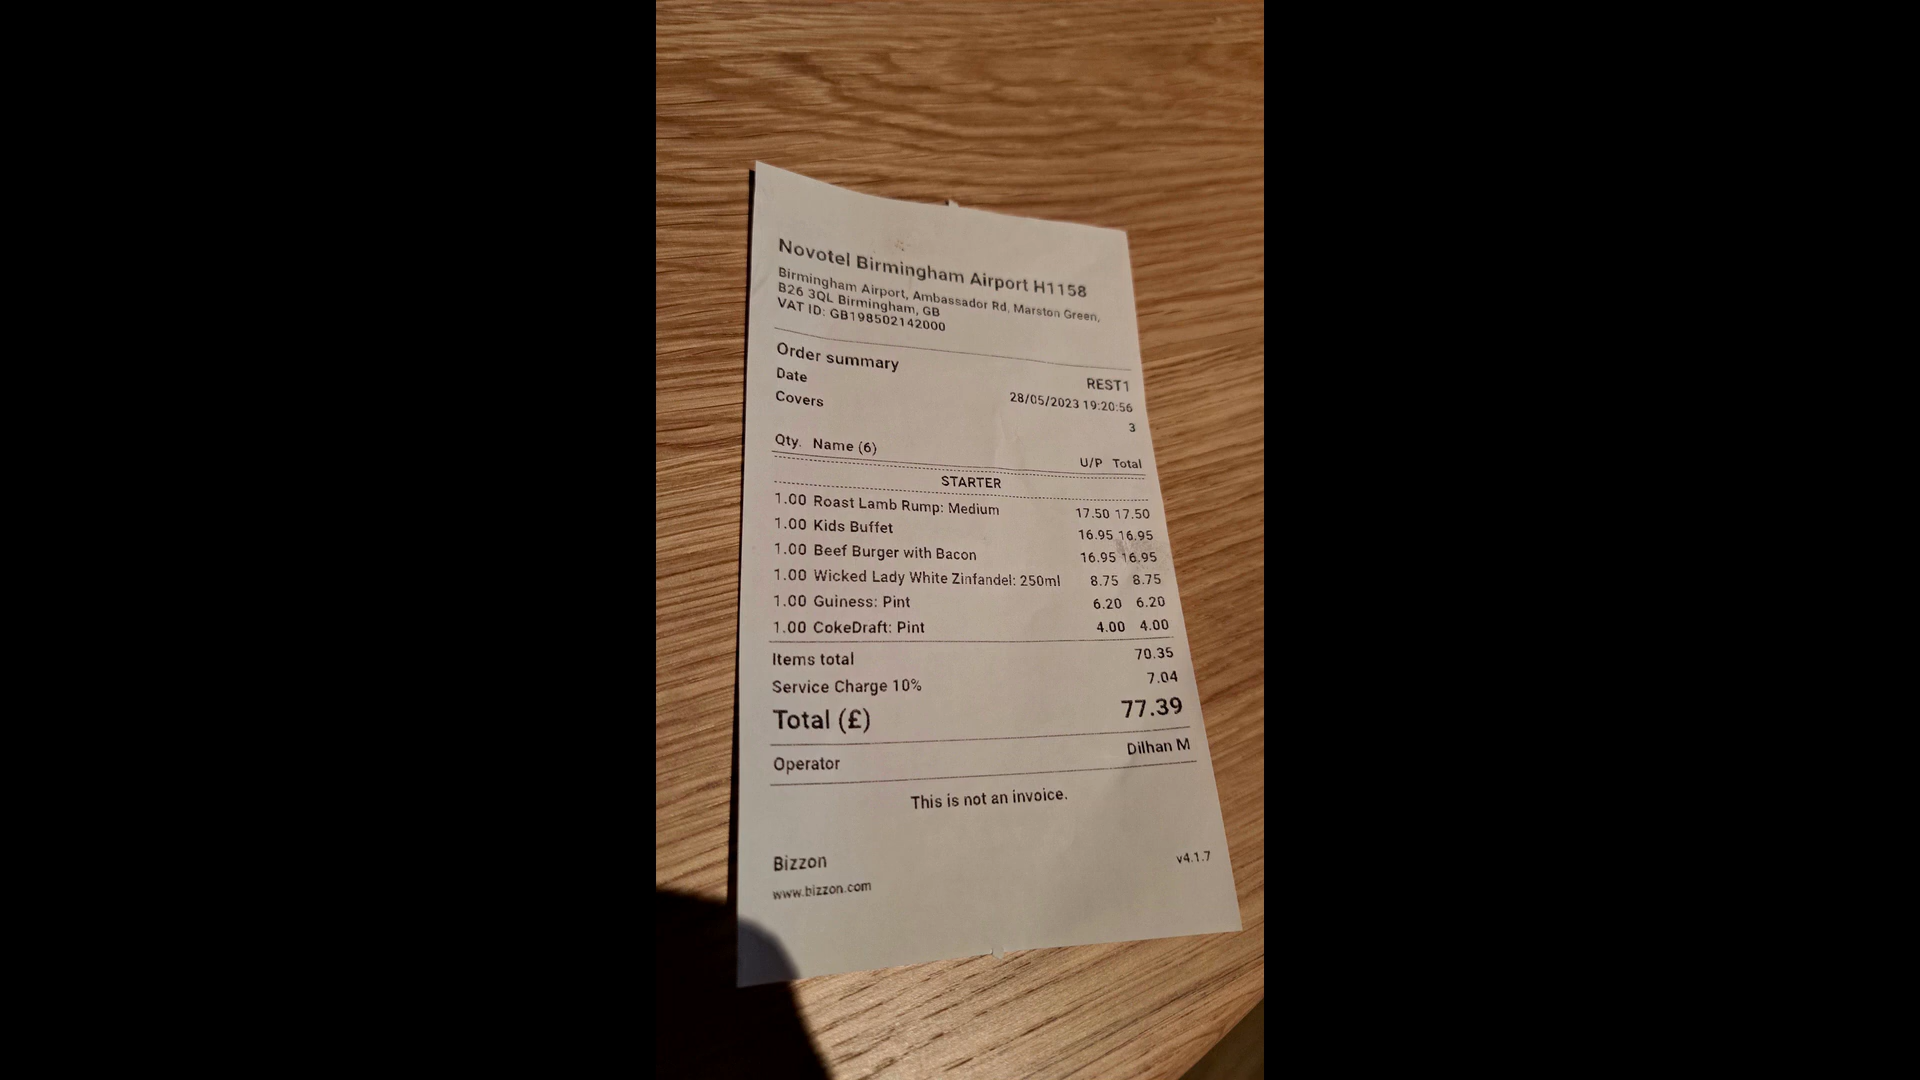 Novotel Birmingham Airport H1158
Birmingham Airport, Ambassador Rd, Marston Green,
B26 3QL Birmingham, GB
VAT ID: GB198502142000
Order summary REST1
Date 28/05/2023 19:20:56
Covers 3
Qty. Name (6) U/P Total
STARTER
1.00 Roast Lamb Rump: Medium 17.50 17.50
1.00 Kids Buffet 16.95 16.95
1.00 Beef Burger with Bacon 16.95 16.95
1.00 Wicked Lady White Zinfandel: 250ml 8.75 8.75
1.00 Guiness: Pint 6.20 6.20
1.00 CokeDraft: Pint 4.00 4.00
Items total 70.35
Service Charge 10% 7.04
Total (£) 77.39
Operator Dilhan M
This is not an invoice.
Bizzon v4.1.7
www.bizzon.com